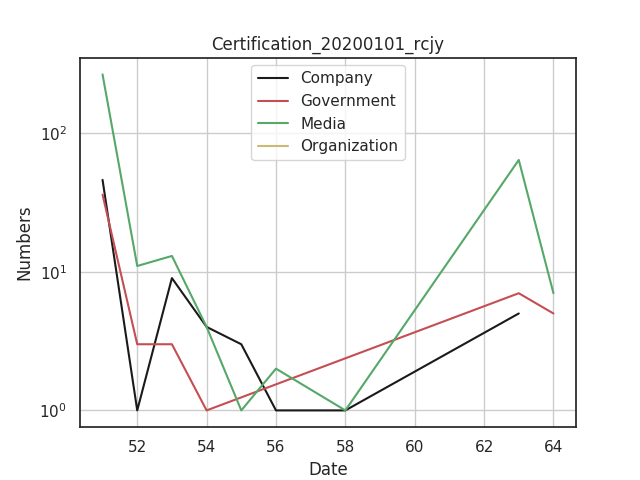 Certification_20200101_rcjy
Company
Government
Media
Organization
Numbers
10²
10¹
10⁰
52 54 56 58 60 62 64
Date